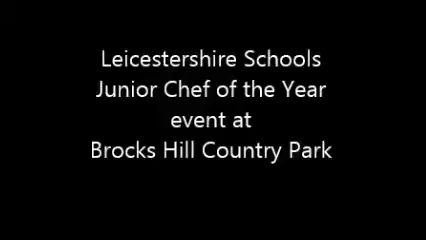 Leicestershire Schools
Junior Chef of the Year
event at
Brocks Hill Country Park